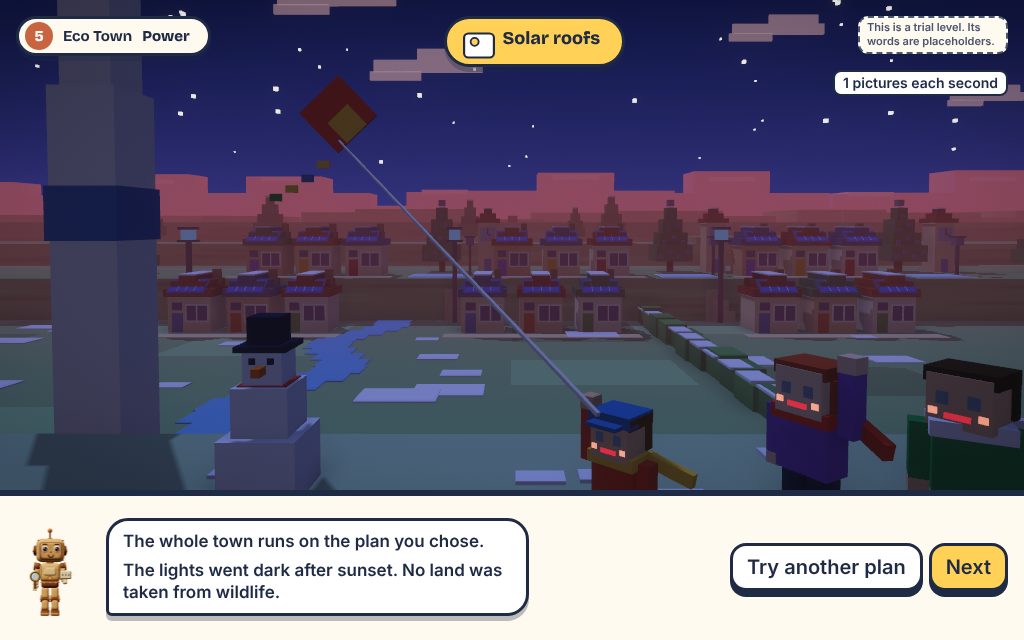 5 Eco Town Power
Solar roofs
This is a trial level. Its
words are placeholders.
1 pictures each second
The whole town runs on the plan you chose.
The lights went dark after sunset. No land was
taken from wildlife.
Try another plan
Next